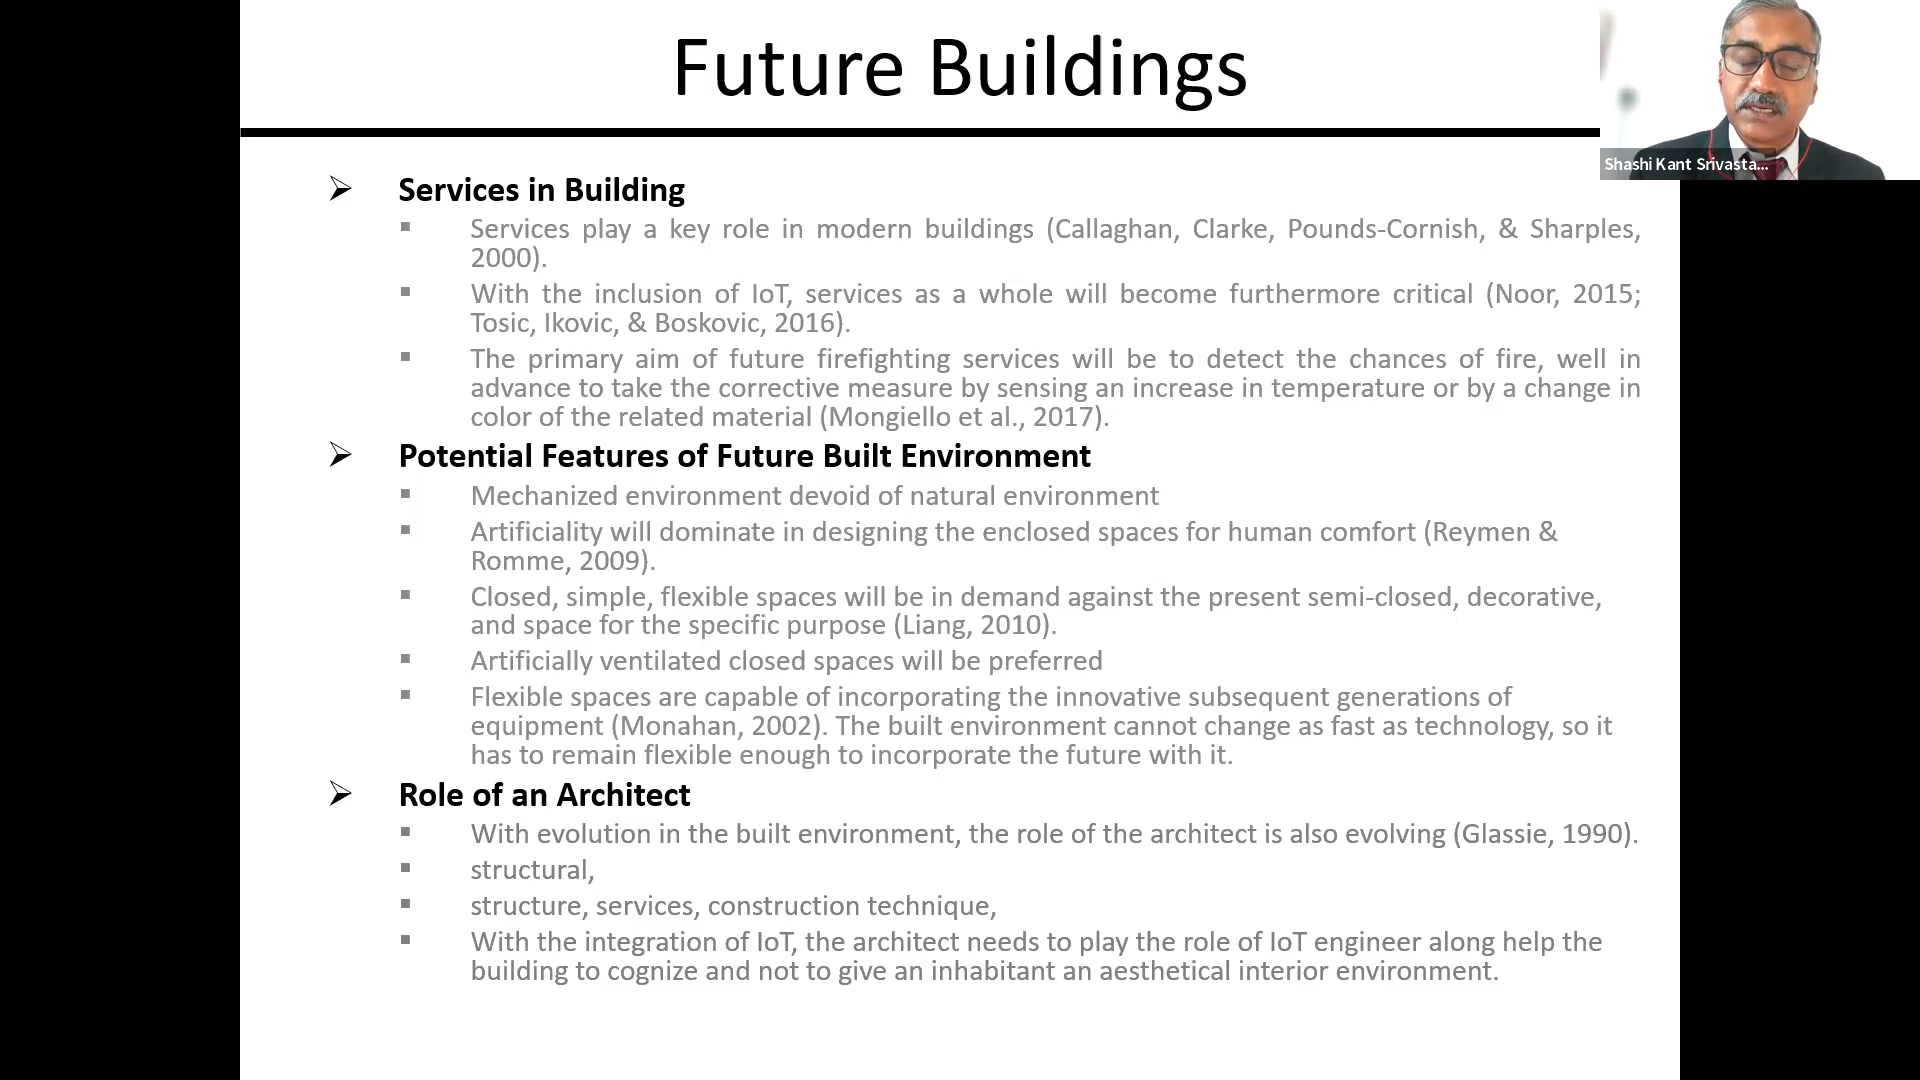 Future Buildings
Shashi Kant Srivasta...
Services in Building
Services play a key role in modern buildings (Callaghan, Clarke, Pounds-Cornish, & Sharples,
2000).
With the inclusion of IoT, services as a whole will become furthermore critical (Noor, 2015;
Tosic, Ikovic, & Boskovic, 2016).
The primary aim of future firefighting services will be to detect the chances of fire, well in
advance to take the corrective measure by sensing an increase in temperature or by a change in
color of the related material (Mongiello et al., 2017).
Potential Features of Future Built Environment
Mechanized environment devoid of natural environment
Artificiality will dominate in designing the enclosed spaces for human comfort (Reymen &
Romme, 2009).
Closed, simple, flexible spaces will be in demand against the present semi-closed, decorative,
and space for the specific purpose (Liang, 2010).
Artificially ventilated closed spaces will be preferred
Flexible spaces are capable of incorporating the innovative subsequent generations of
equipment (Monahan, 2002). The built environment cannot change as fast as technology, so it
has to remain flexible enough to incorporate the future with it.
Role of an Architect
With evolution in the built environment, the role of the architect is also evolving (Glassie, 1990).
structural,
structure, services, construction technique,
With the integration of IoT, the architect needs to play the role of IoT engineer along help the
building to cognize and not to give an inhabitant an aesthetical interior environment.